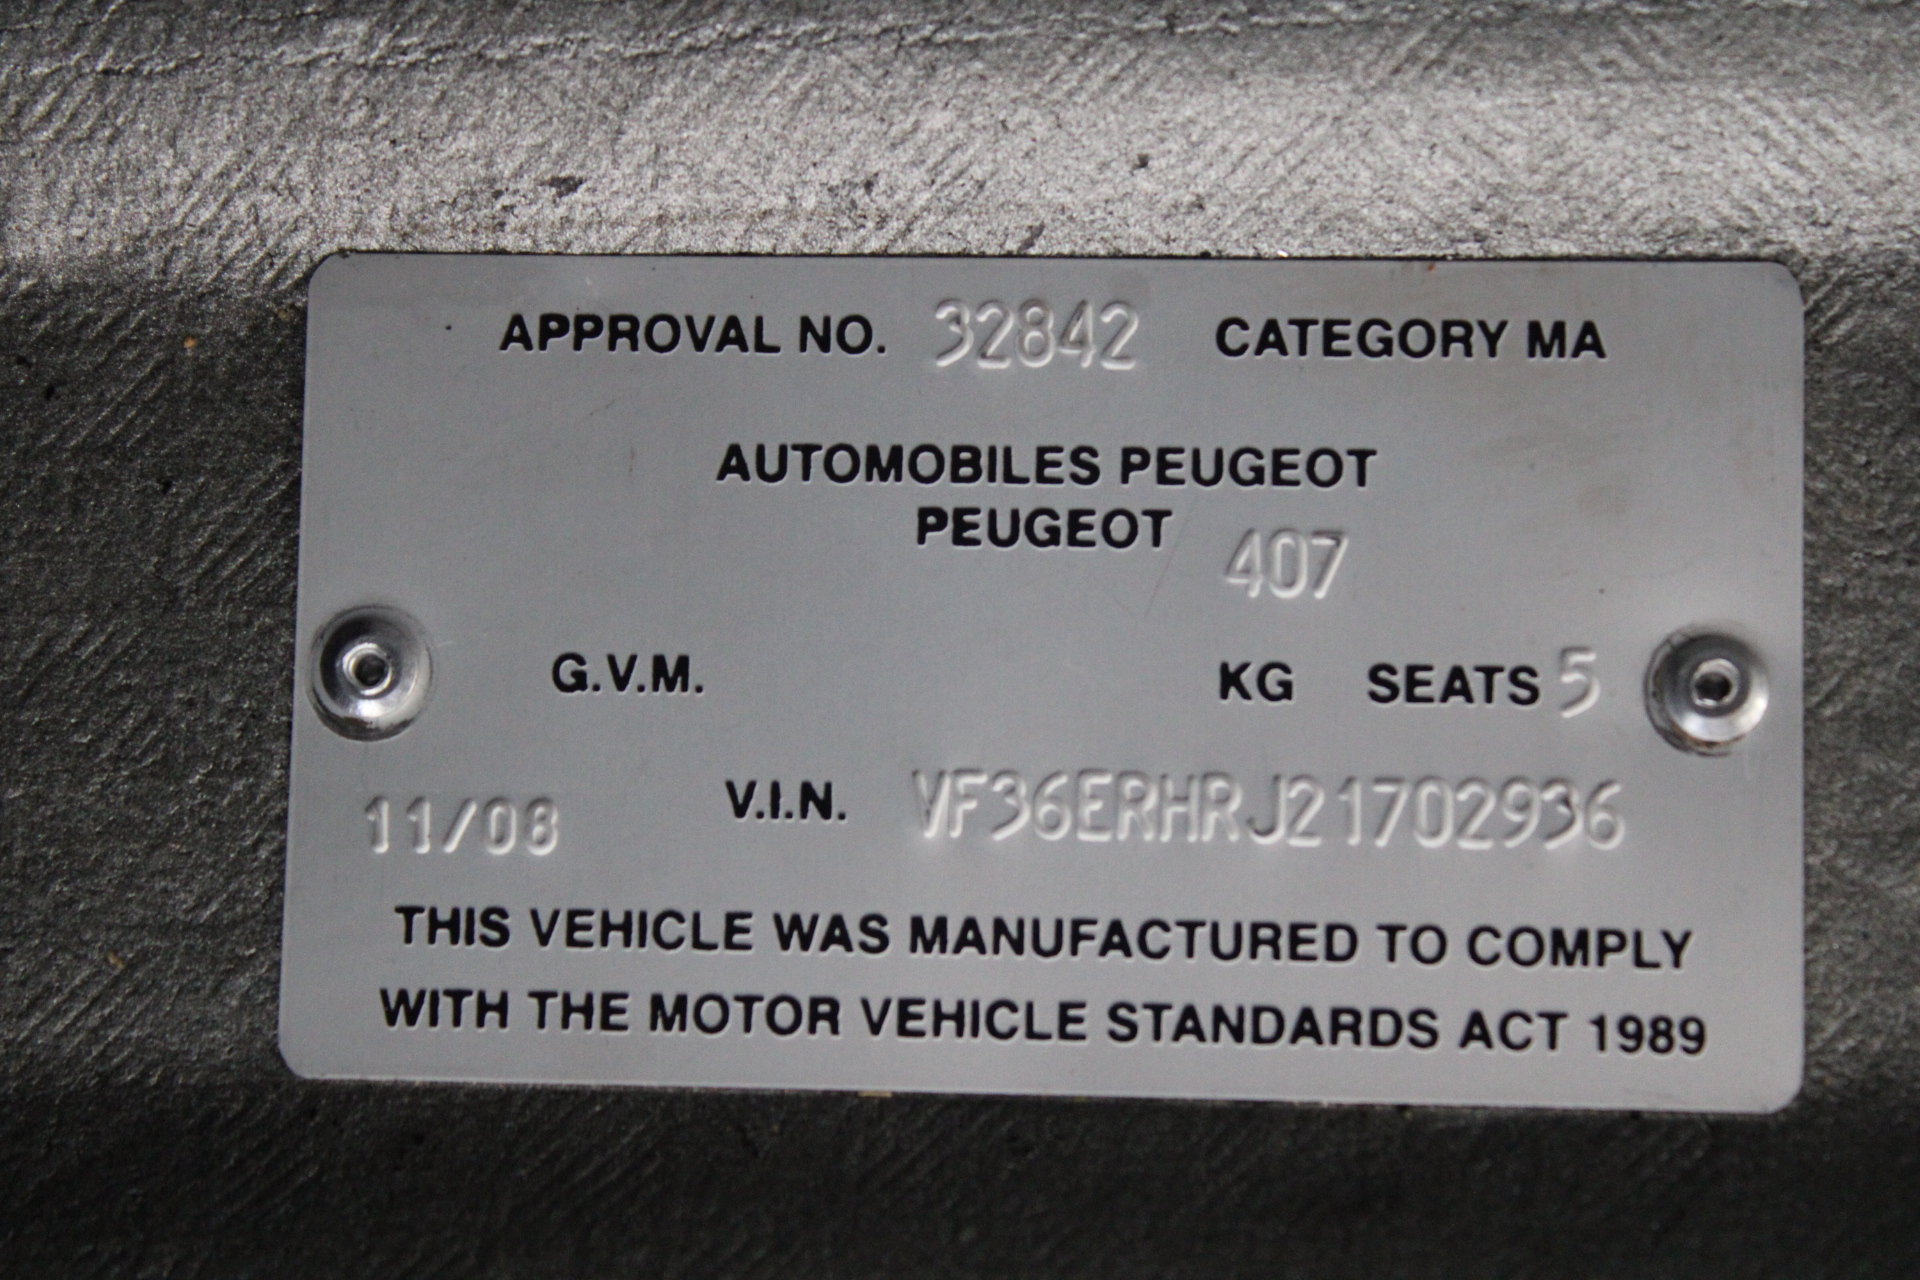 APPROVAL NO. 32842 CATEGORY MA
AUTOMOBILES PEUGEOT
PEUGEOT 407
G.V.M. KG SEATS 5
11/08 V.I.N. VF36ERHRJ21702936
THIS VEHICLE WAS MANUFACTURED TO COMPLY
WITH THE MOTOR VEHICLE STANDARDS ACT 1989